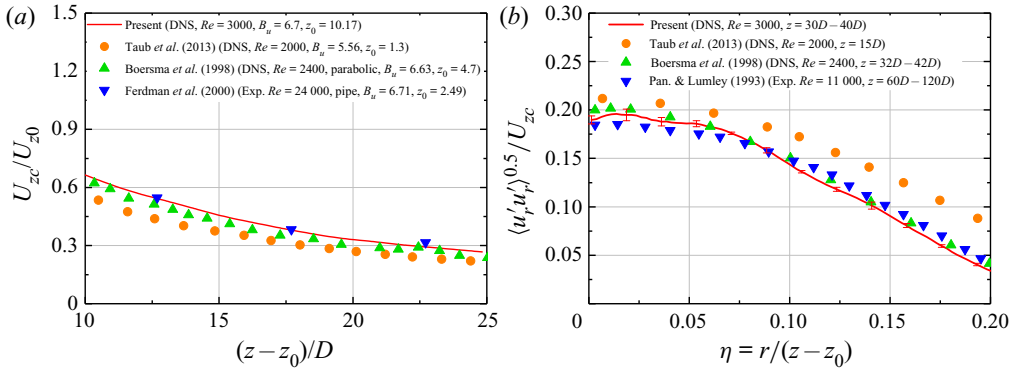 (a)
Present (DNS, Re = 3000, B_u = 6.7, z_0 = 10.17)
Taub et al. (2013) (DNS, Re = 2000, B_u = 5.56, z_0 = 1.3)
Boersma et al. (1998) (DNS, Re = 2400, parabolic, B_u = 6.63, z_0 = 4.7)
Ferdman et al. (2000) (Exp. Re = 24 000, pipe, B_u = 6.71, z_0 = 2.49)
U_zc/U_z0
1.5
1.2
0.9
0.6
0.3
0
10 15 20 25
(z−z_0)/D
(b)
Present (DNS, Re = 3000, z = 30D−40D)
Taub et al. (2013) (DNS, Re = 2000, z = 15D)
Boersma et al. (1998) (DNS, Re = 2400, z = 32D−42D)
Pan. & Lumley (1993) (Exp. Re = 11 000, z = 60D−120D)
⟨u′_r u′_r⟩^0.5/U_zc
0.30
0.25
0.20
0.15
0.10
0.05
0 0.05 0.10 0.15 0.20
η = r/(z−z_0)